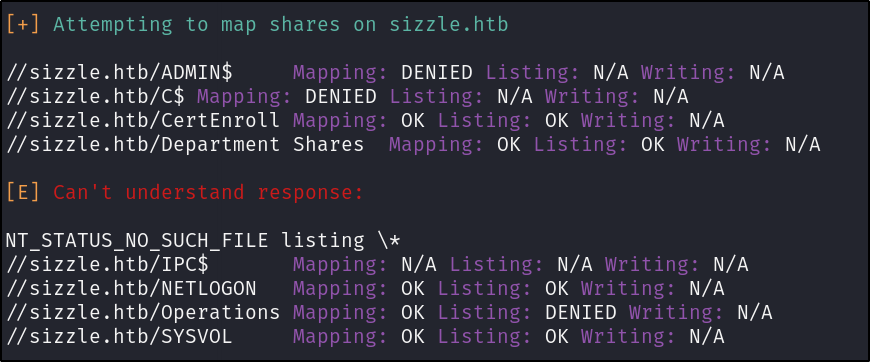 [+] Attempting to map shares on sizzle.htb
//sizzle.htb/ADMIN$ Mapping: DENIED Listing: N/A Writing: N/A
//sizzle.htb/C$ Mapping: DENIED Listing: N/A Writing: N/A
//sizzle.htb/CertEnroll Mapping: OK Listing: OK Writing: N/A
//sizzle.htb/Department Shares Mapping: OK Listing: OK Writing: N/A
[E] Can't understand response:
NT_STATUS_NO_SUCH_FILE listing \*
//sizzle.htb/IPC$ Mapping: N/A Listing: N/A Writing: N/A
//sizzle.htb/NETLOGON Mapping: OK Listing: OK Writing: N/A
//sizzle.htb/Operations Mapping: OK Listing: DENIED Writing: N/A
//sizzle.htb/SYSVOL Mapping: OK Listing: OK Writing: N/A